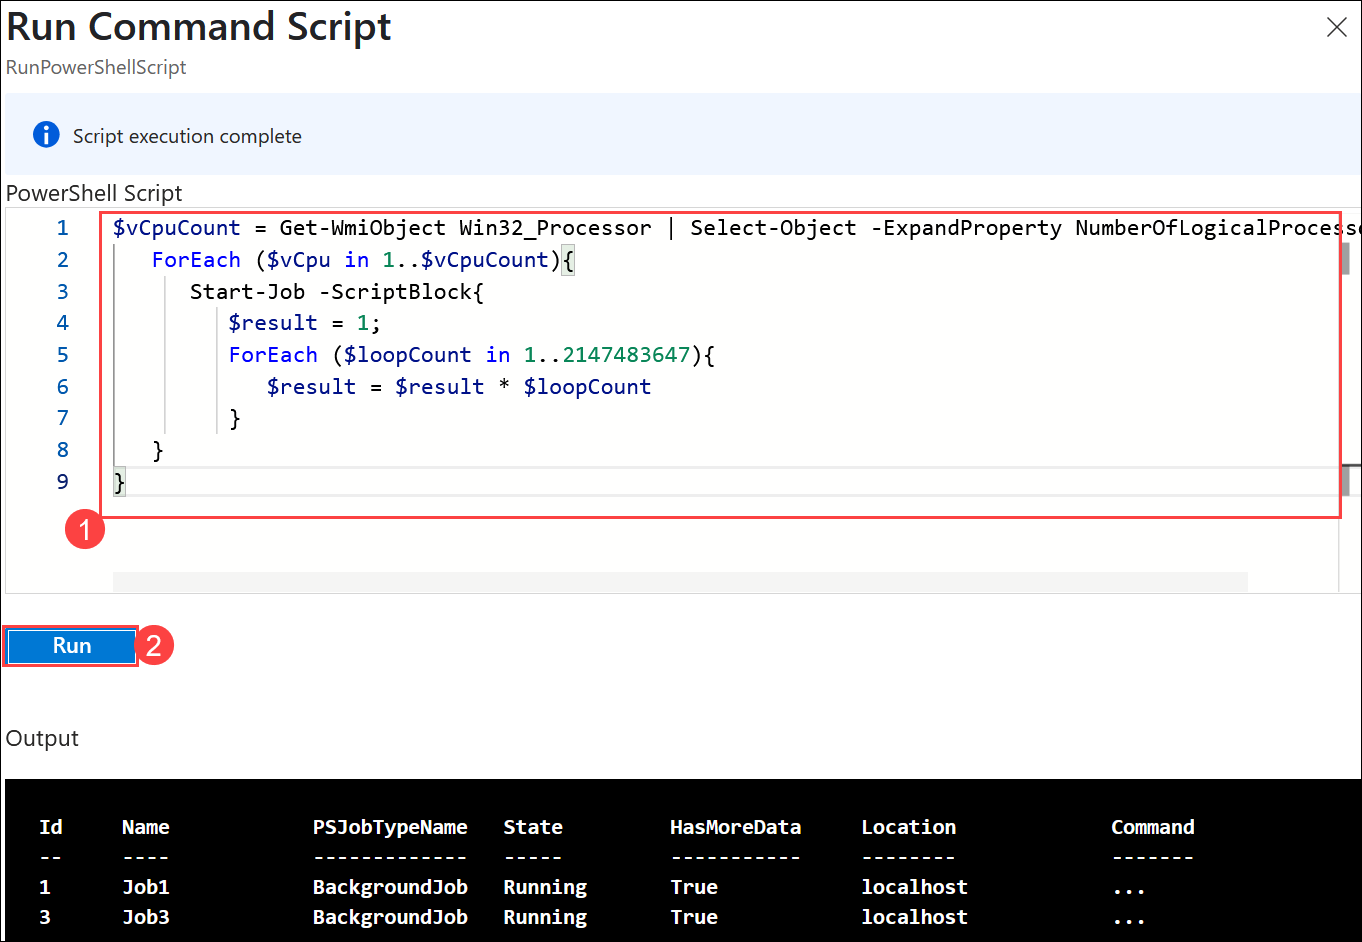 Run Command Script
RunPowerShellScript
Script execution complete
PowerShell Script
1 $vCpuCount = Get-WmiObject Win32_Processor | Select-Object -ExpandProperty NumberOfLogicalProcesso
2 ForEach ($vCpu in 1..$vCpuCount){
3 Start-Job -ScriptBlock{
4 $result = 1;
5 ForEach ($loopCount in 1..2147483647){
6 $result = $result * $loopCount
7 }
8 }
9 }
1
Run 2
Output
Id Name PSJobTypeName State HasMoreData Location Command
-- ---- ------------- ----- ----------- -------- -------
1 Job1 BackgroundJob Running True localhost ...
3 Job3 BackgroundJob Running True localhost ...